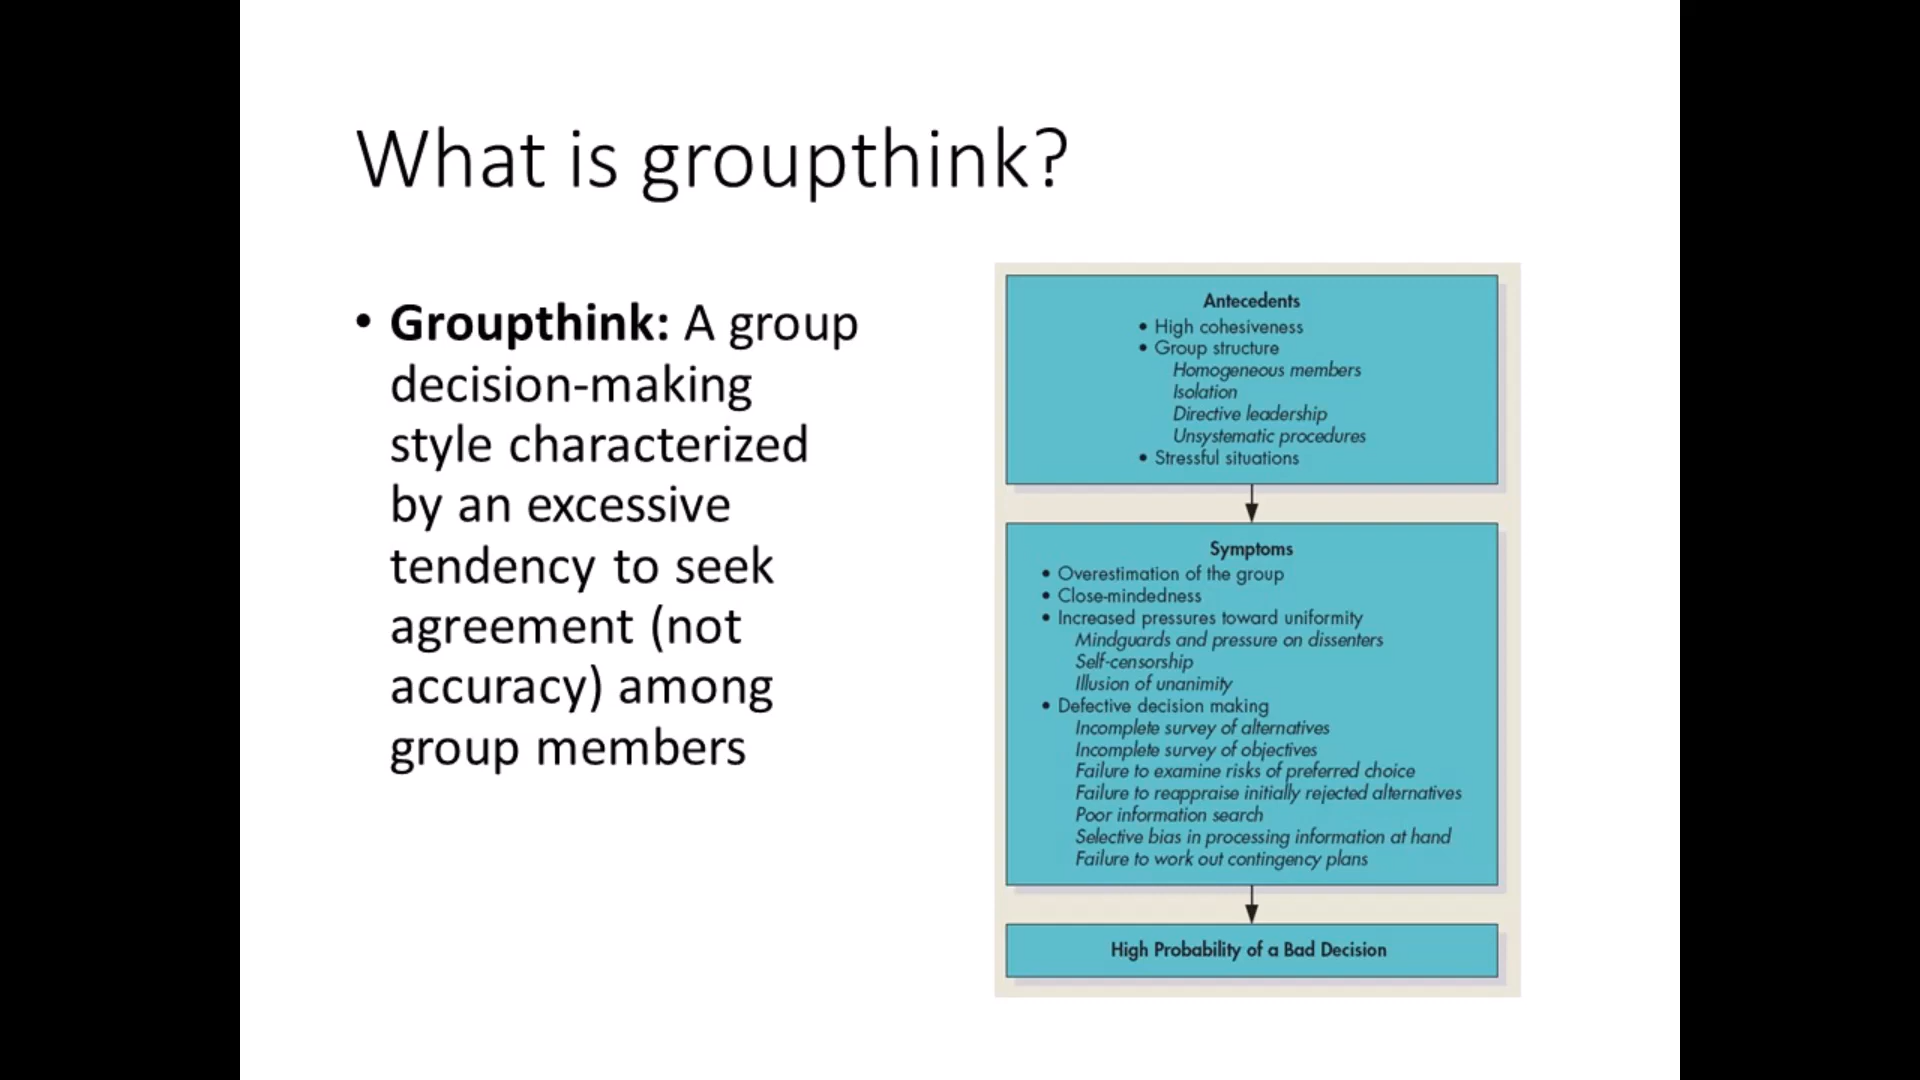 What is groupthink?
• Groupthink: A group
decision-making
style characterized
by an excessive
tendency to seek
agreement (not
accuracy) among
group members
Antecedents
• High cohesiveness
• Group structure
Homogeneous members
Isolation
Directive leadership
Unsystematic procedures
• Stressful situations
Symptoms
• Overestimation of the group
• Close-mindedness
• Increased pressures toward uniformity
Mindguards and pressure on dissenters
Self-censorship
Illusion of unanimity
• Defective decision making
Incomplete survey of alternatives
Incomplete survey of objectives
Failure to examine risks of preferred choice
Failure to reappraise initially rejected alternatives
Poor information search
Selective bias in processing information at hand
Failure to work out contingency plans
High Probability of a Bad Decision